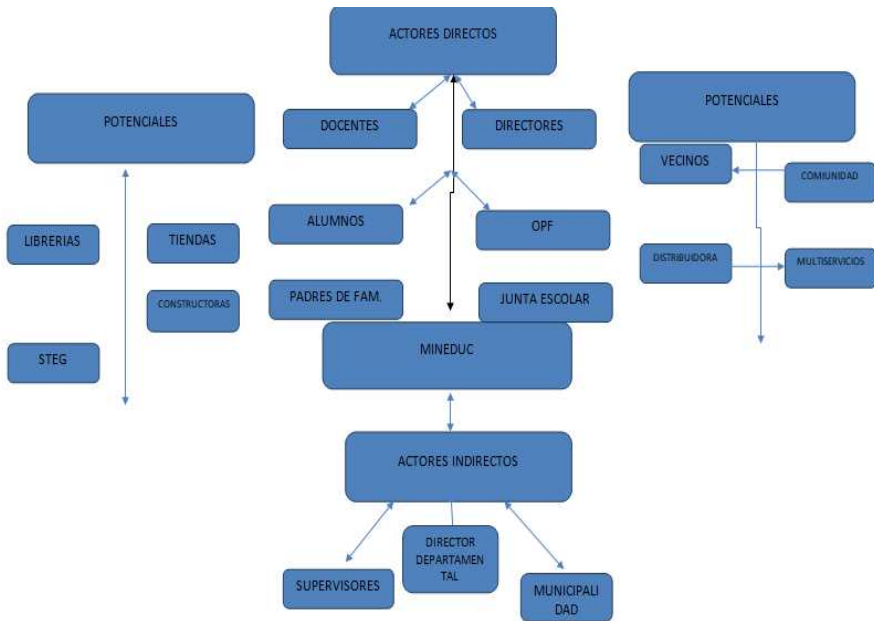 ACTORES DIRECTOS
POTENCIALES
POTENCIALES
DOCENTES
DIRECTORES
VECINOS
COMIUNIDAD
ALUMNOS
OPF
LIBRERIAS
TIENDAS
DISTRIBUIDORA
MULTISERVICIOS
PADRES DE FAM.
JUNTA ESCOLAR
CONSTRUCTORAS
MINEDUC
STEG
ACTORES INDIRECTOS
DIRECTOR
DEPARTAMEN
TAL
SUPERVISORES
MUNICIPALI
DAD